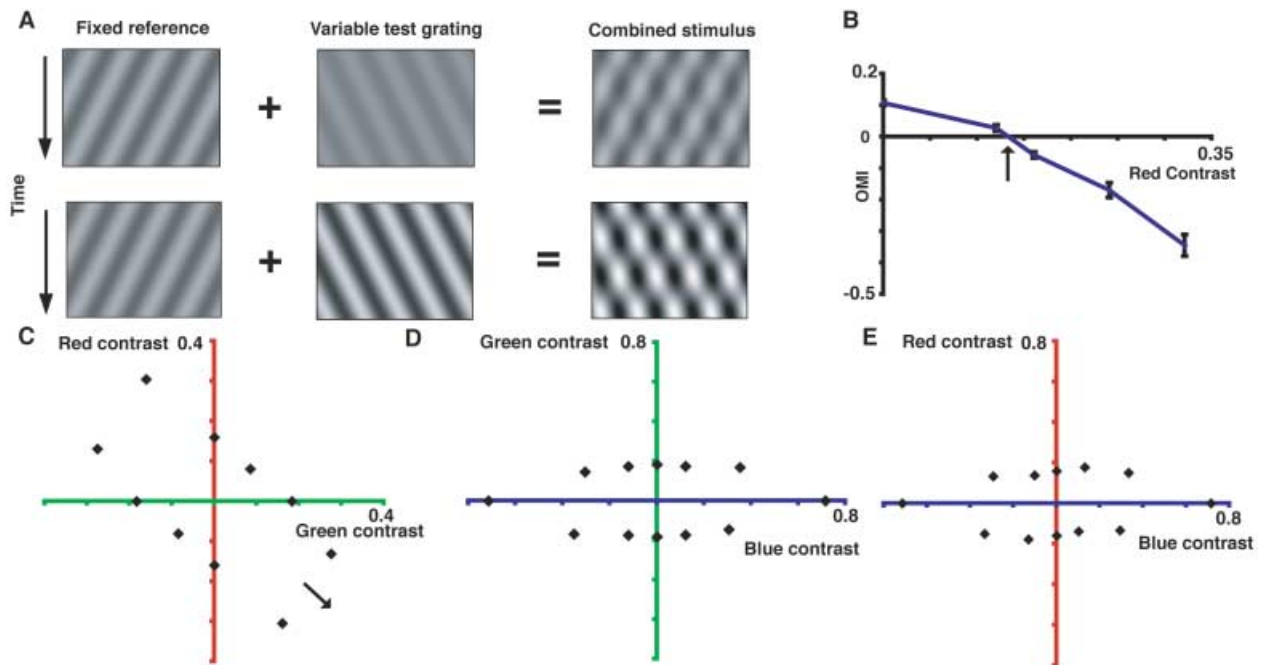 A
Fixed reference
Variable test grating
Combined stimulus
+
=
Time
+
=
B
0.2
0
0.35
Red Contrast
OMI
-0.5
C
Red contrast 0.4
0.4
Green contrast
D
Green contrast 0.8
0.8
Blue contrast
E
Red contrast 0.8
0.8
Blue contrast